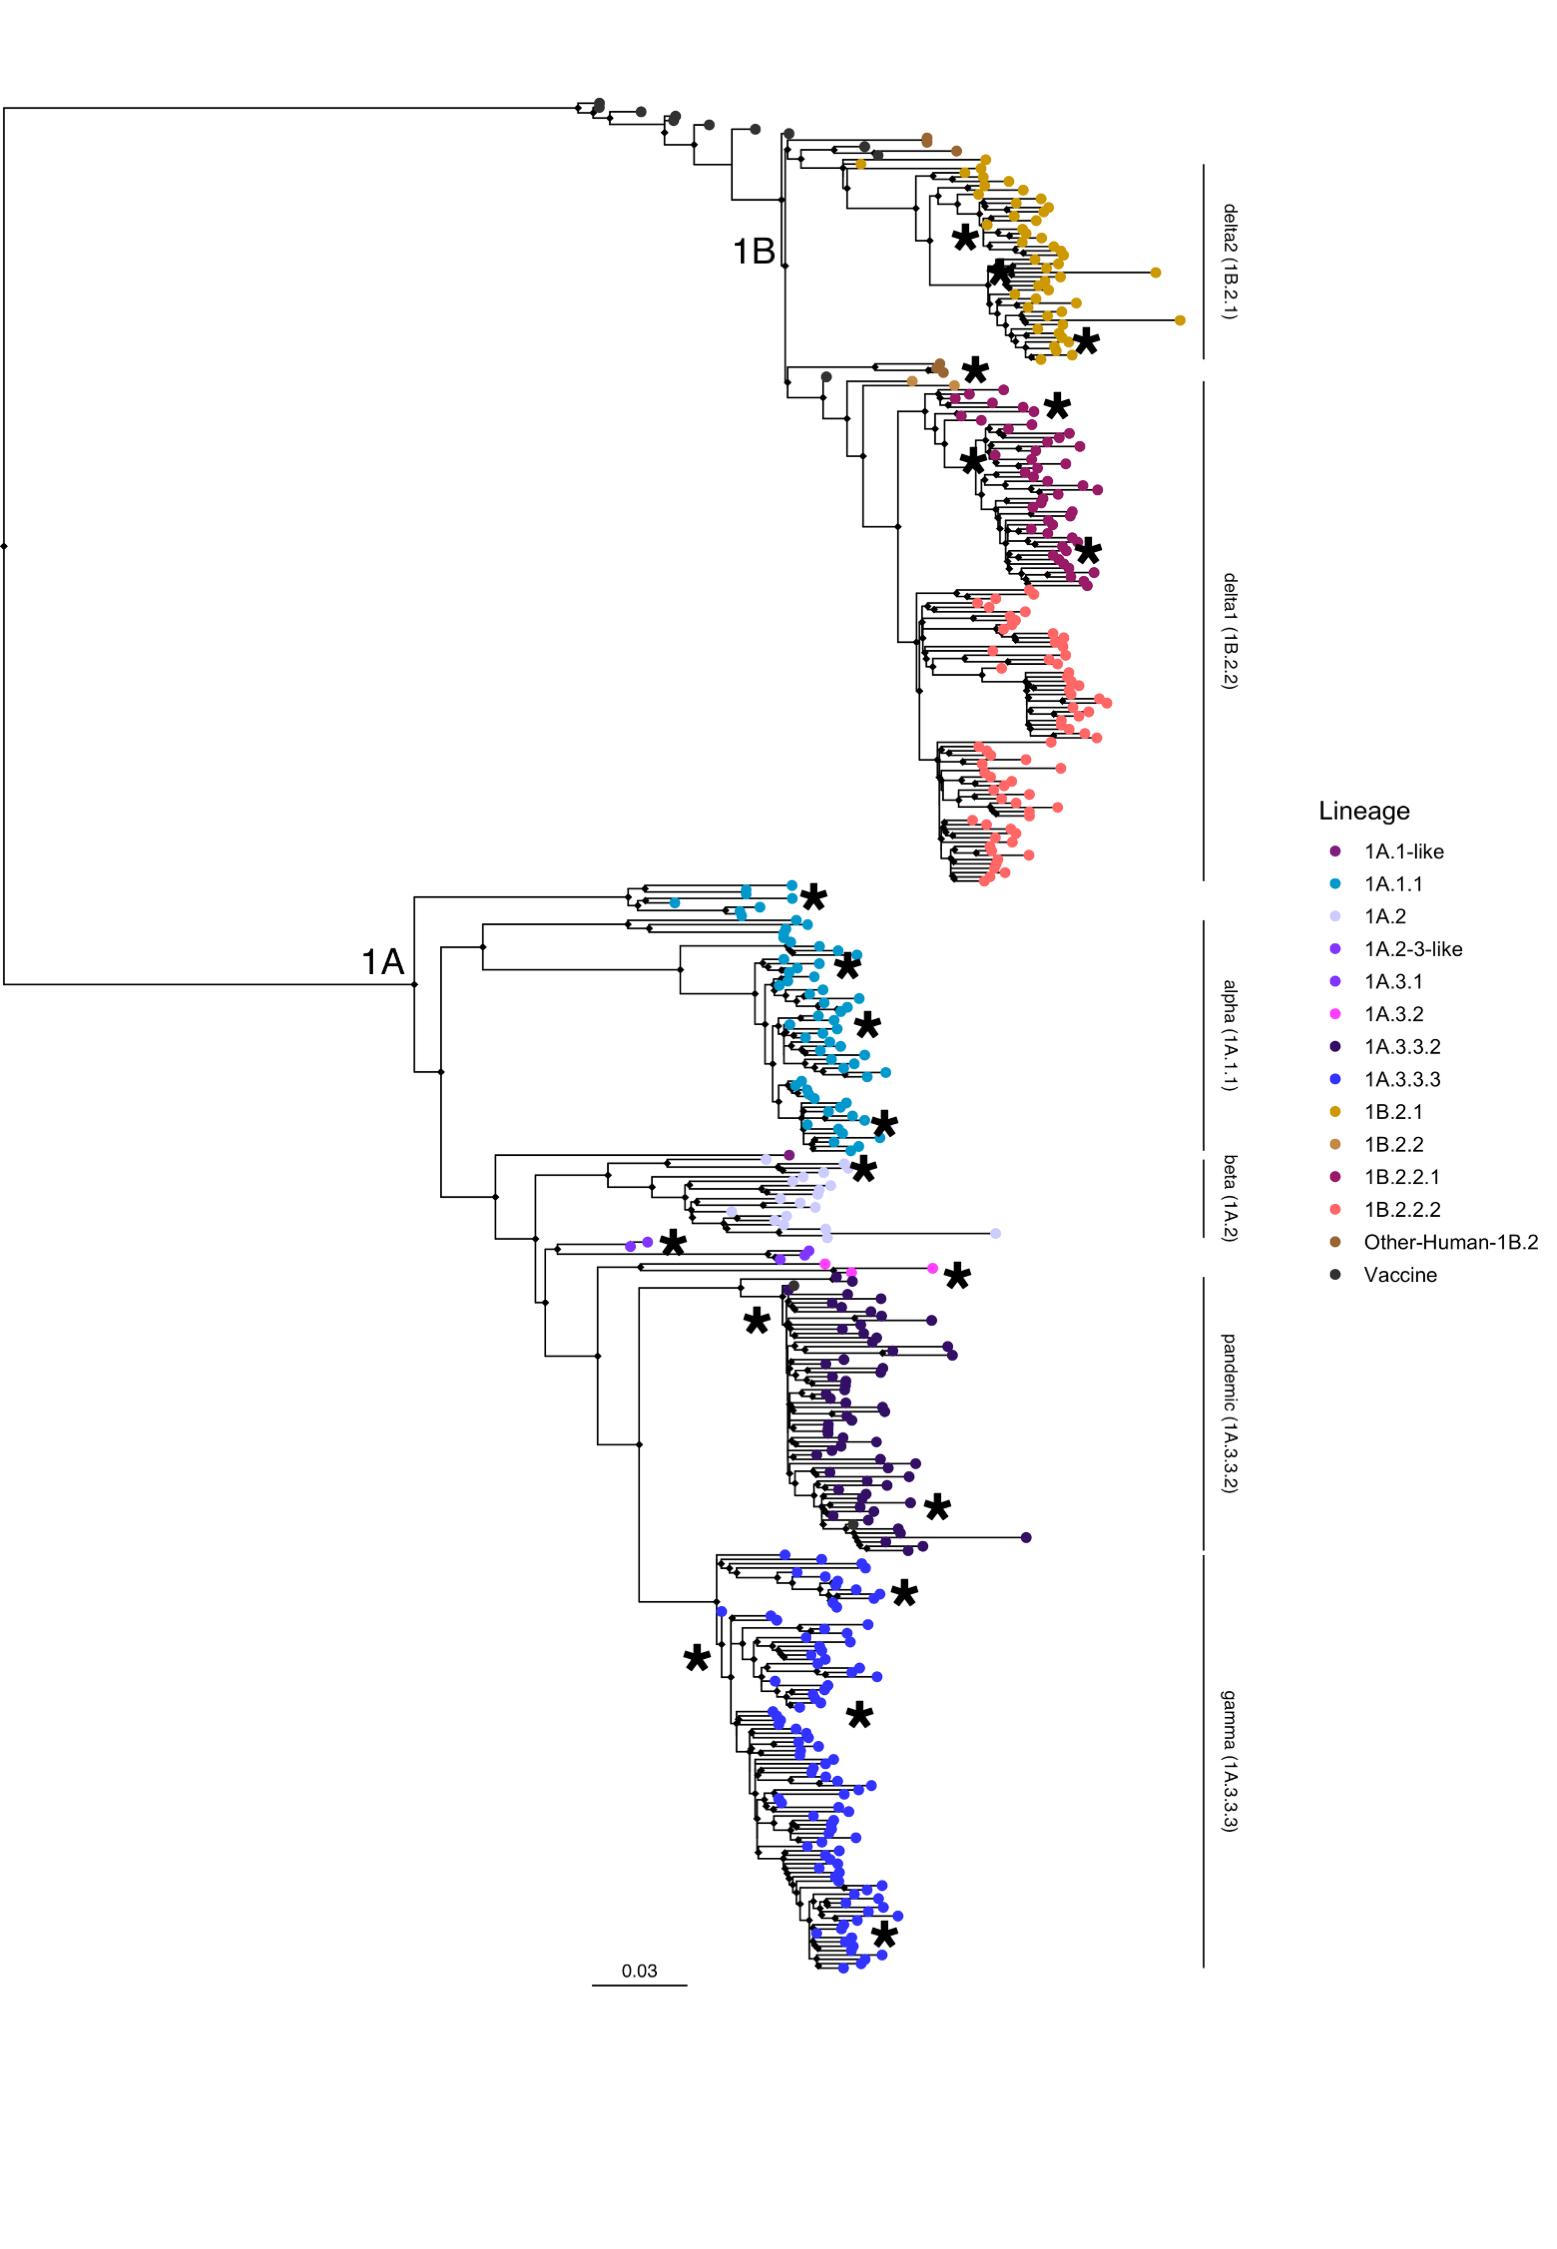 1B
1A
delta2 (1B.2.1)
delta1 (1B.2.2)
alpha (1A.1.1)
beta (1A.2)
pandemic (1A.3.3.2)
gamma (1A.3.3.3)
0.03
Lineage
1A.1-like
1A.1.1
1A.2
1A.2-3-like
1A.3.1
1A.3.2
1A.3.3.2
1A.3.3.3
1B.2.1
1B.2.2
1B.2.2.1
1B.2.2.2
Other-Human-1B.2
Vaccine